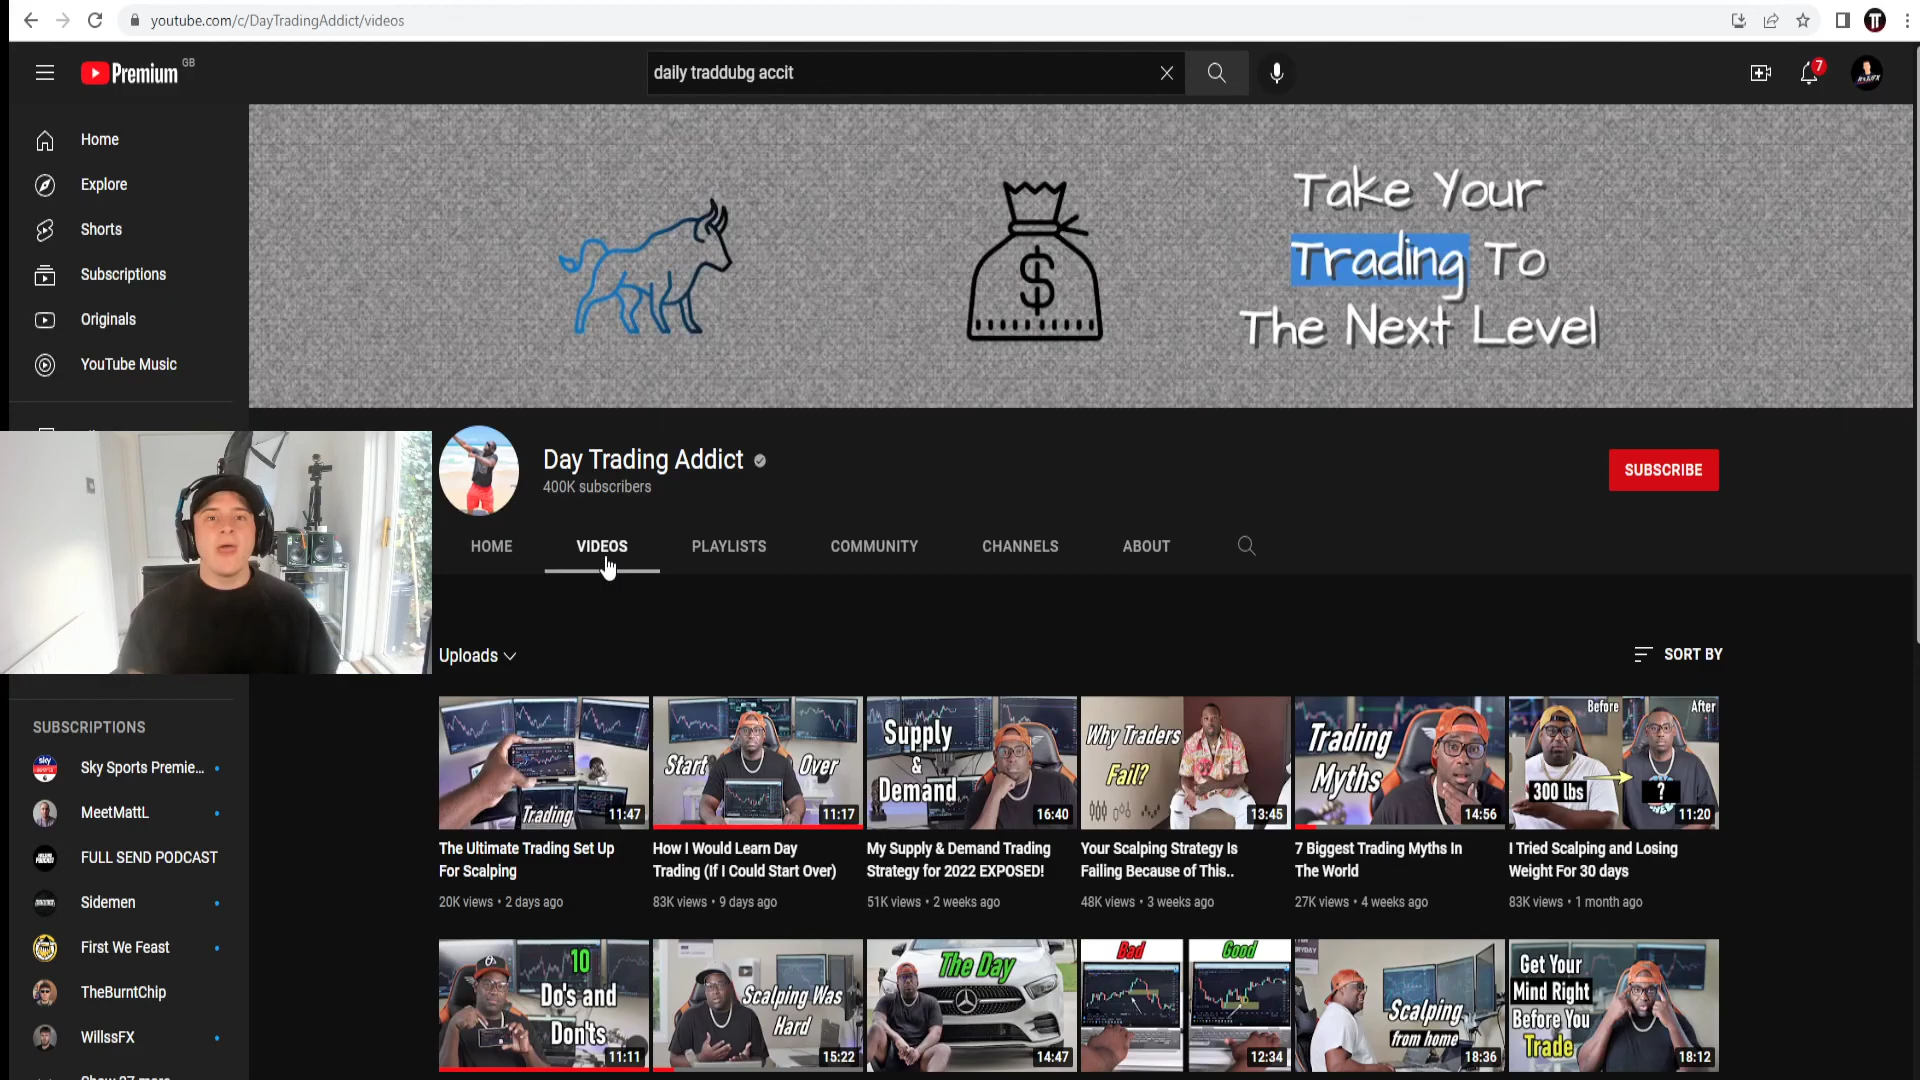 youtube.com/c/DayTradingAddict/videos
Premium GB
daily traddubg accit
7
Home
Explore
Shorts
Subscriptions
Originals
YouTube Music
Take Your
Trading To
The Next Level
Day Trading Addict
400K subscribers
SUBSCRIBE
HOME
VIDEOS
PLAYLISTS
COMMUNITY
CHANNELS
ABOUT
Uploads
SORT BY
SUBSCRIPTIONS
Sky Sports Premie...
MeetMattL
FULL SEND PODCAST
Sidemen
First We Feast
TheBurntChip
WillssFX
Trading
11:47
The Ultimate Trading Set Up
For Scalping
20K views • 2 days ago
Start Over
11:17
How I Would Learn Day
Trading (If I Could Start Over)
83K views • 9 days ago
Supply
&
Demand
16:40
My Supply & Demand Trading
Strategy for 2022 EXPOSED!
51K views • 2 weeks ago
Why Traders
Fail?
13:45
Your Scalping Strategy Is
Failing Because of This..
48K views • 3 weeks ago
Trading
Myths
14:56
7 Biggest Trading Myths In
The World
27K views • 4 weeks ago
Before After
300 lbs ?
11:20
I Tried Scalping and Losing
Weight For 30 days
83K views • 1 month ago
10
Do's and
Don'ts
11:11
Scalping Was
Hard
15:22
The Day
14:47
Bad Good
12:34
Scalping
from home
18:36
Get Your
Mind Right
Before You
Trade
18:12